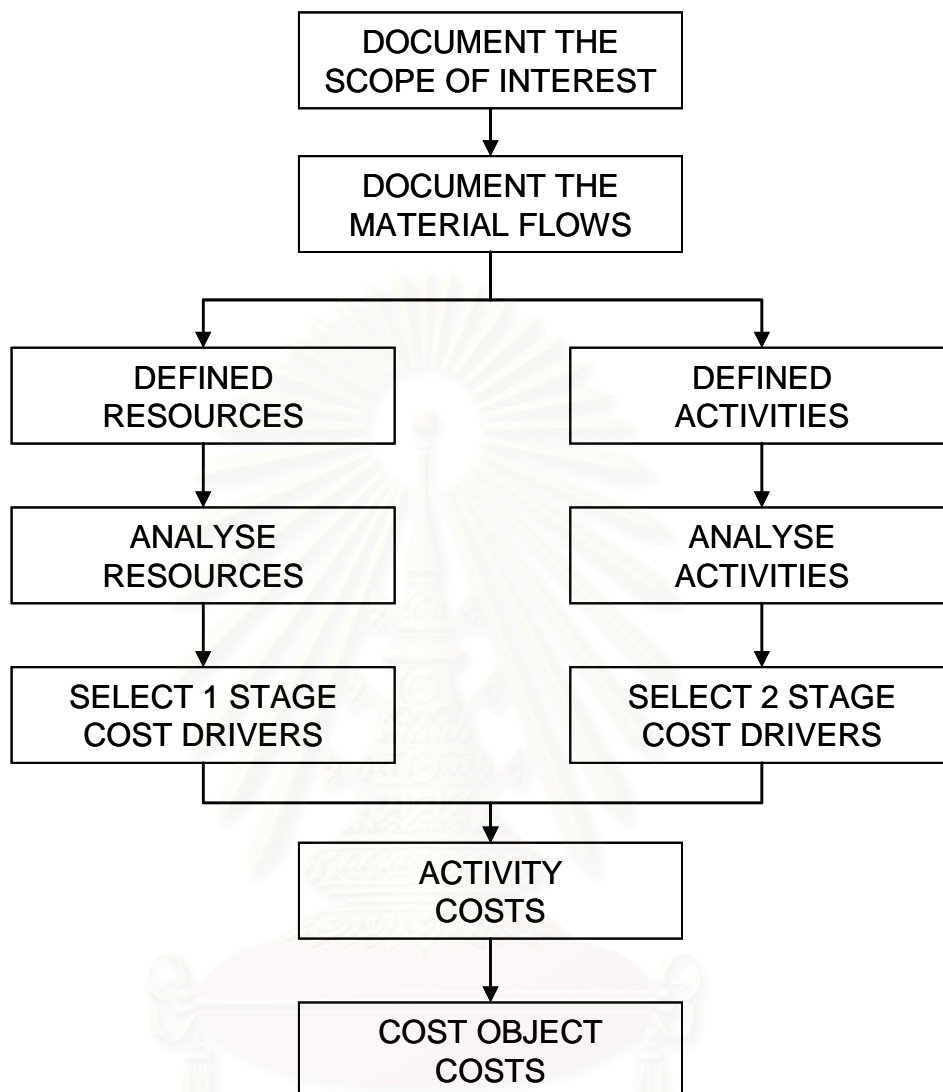 DOCUMENT THE
SCOPE OF INTEREST
DOCUMENT THE
MATERIAL FLOWS
DEFINED
RESOURCES
DEFINED
ACTIVITIES
ANALYSE
RESOURCES
ANALYSE
ACTIVITIES
SELECT 1 STAGE
COST DRIVERS
SELECT 2 STAGE
COST DRIVERS
ACTIVITY
COSTS
COST OBJECT
COSTS